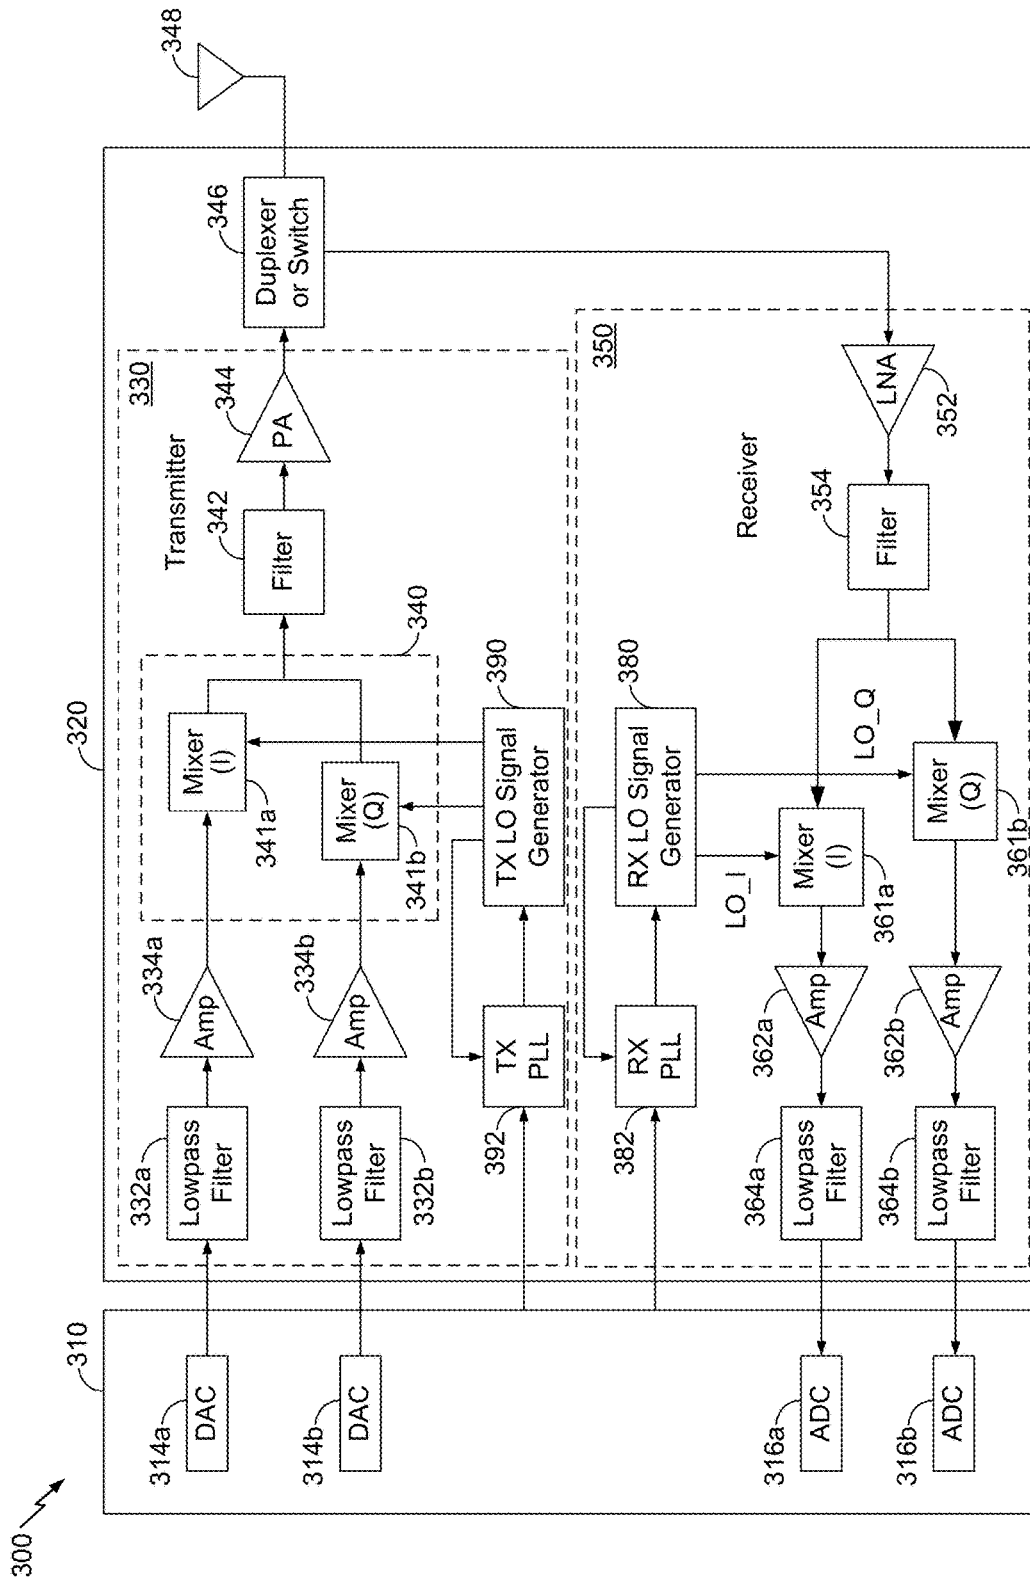 300
310
320
314a
DAC
332a
Lowpass
Filter
334a
Amp
341a
Mixer
(I)
340
Transmitter
342
Filter
344
PA
330
346
Duplexer
or Switch
348
314b
DAC
332b
Lowpass
Filter
334b
Amp
341b
Mixer
(Q)
392
TX
PLL
390
TX LO Signal
Generator
350
382
RX
PLL
380
RX LO Signal
Generator
LO_I
LO_Q
Receiver
316a
ADC
364a
Lowpass
Filter
362a
Amp
361a
Mixer
(I)
354
Filter
352
LNA
316b
ADC
364b
Lowpass
Filter
362b
Amp
361b
Mixer
(Q)